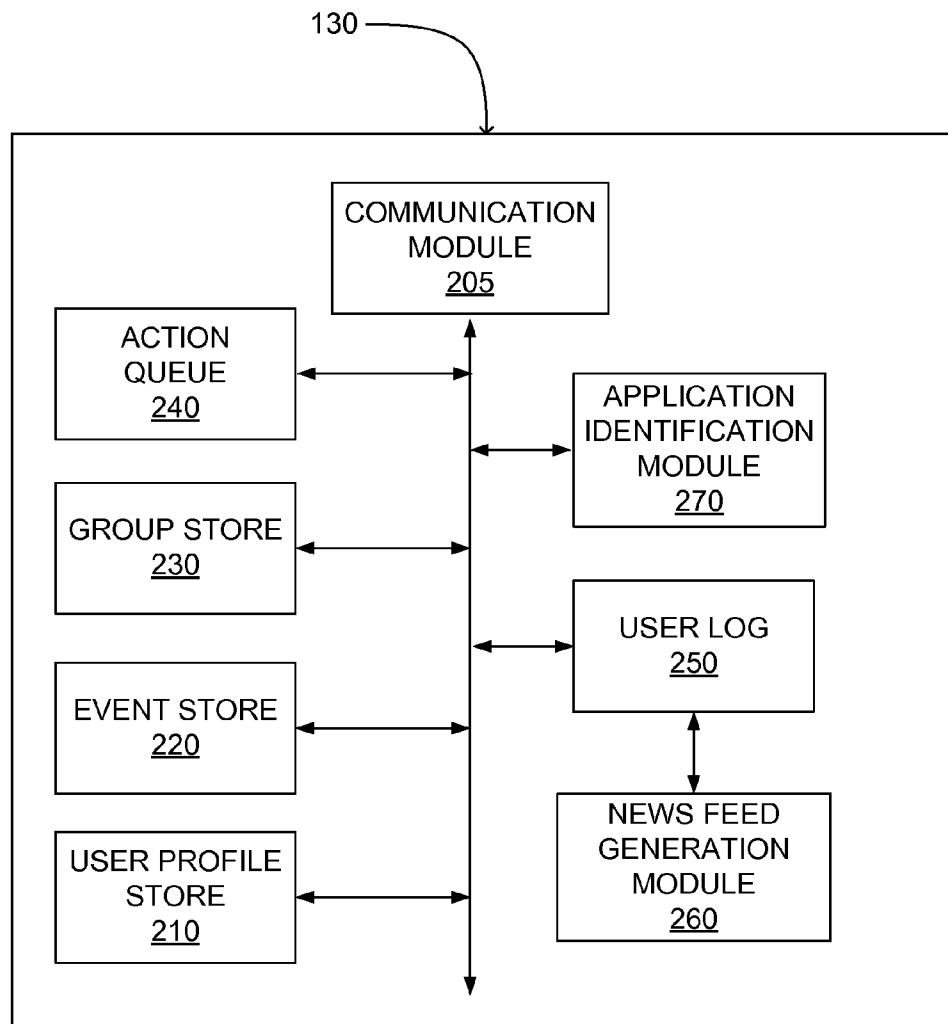 130
COMMUNICATION
MODULE
205
ACTION
QUEUE
240
APPLICATION
IDENTIFICATION
MODULE
270
GROUP STORE
230
USER LOG
250
EVENT STORE
220
NEWS FEED
GENERATION
MODULE
260
USER PROFILE
STORE
210